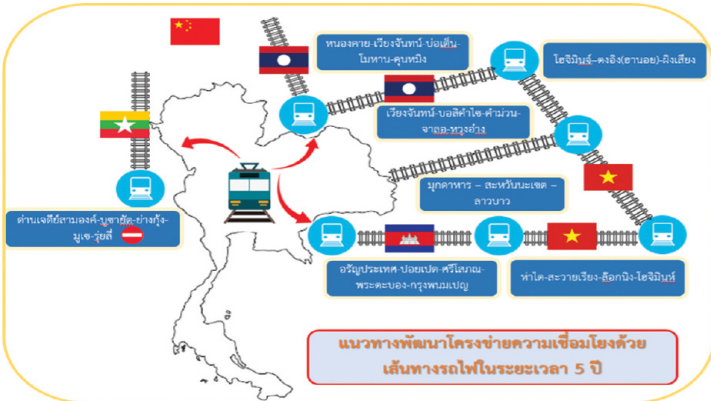 หนองคาย-เวียงจันทน์-บ่อเต็น-
โมหาน-คุนหมิง
โฮจิมินจ์–ดงอิง(ฮานอย)-ผิงเสียง
เวียงจันทน์-บอลิคำไซ-คำม่วน-
จาลอ-หวุงอ๋าง
มุกดาหาร – สะหวันนะเขต –
ลาวบาว
ด่านเจดีย์สามองค์-บูซายัด-ย่างกุ้ง-
มูเซ-รุ่ยลี่
อรัญประเทศ-ปอยเปต-ศรีโสภณ-
พระตะบอง-กรุงพนมเปญ
ห่าไต-สะวายเรียง-ล๊อกนิง-โฮจิมินห์
แนวทางพัฒนาโครงข่ายความเชื่อมโยงด้วย
เส้นทางรถไฟในระยะเวลา 5 ปี